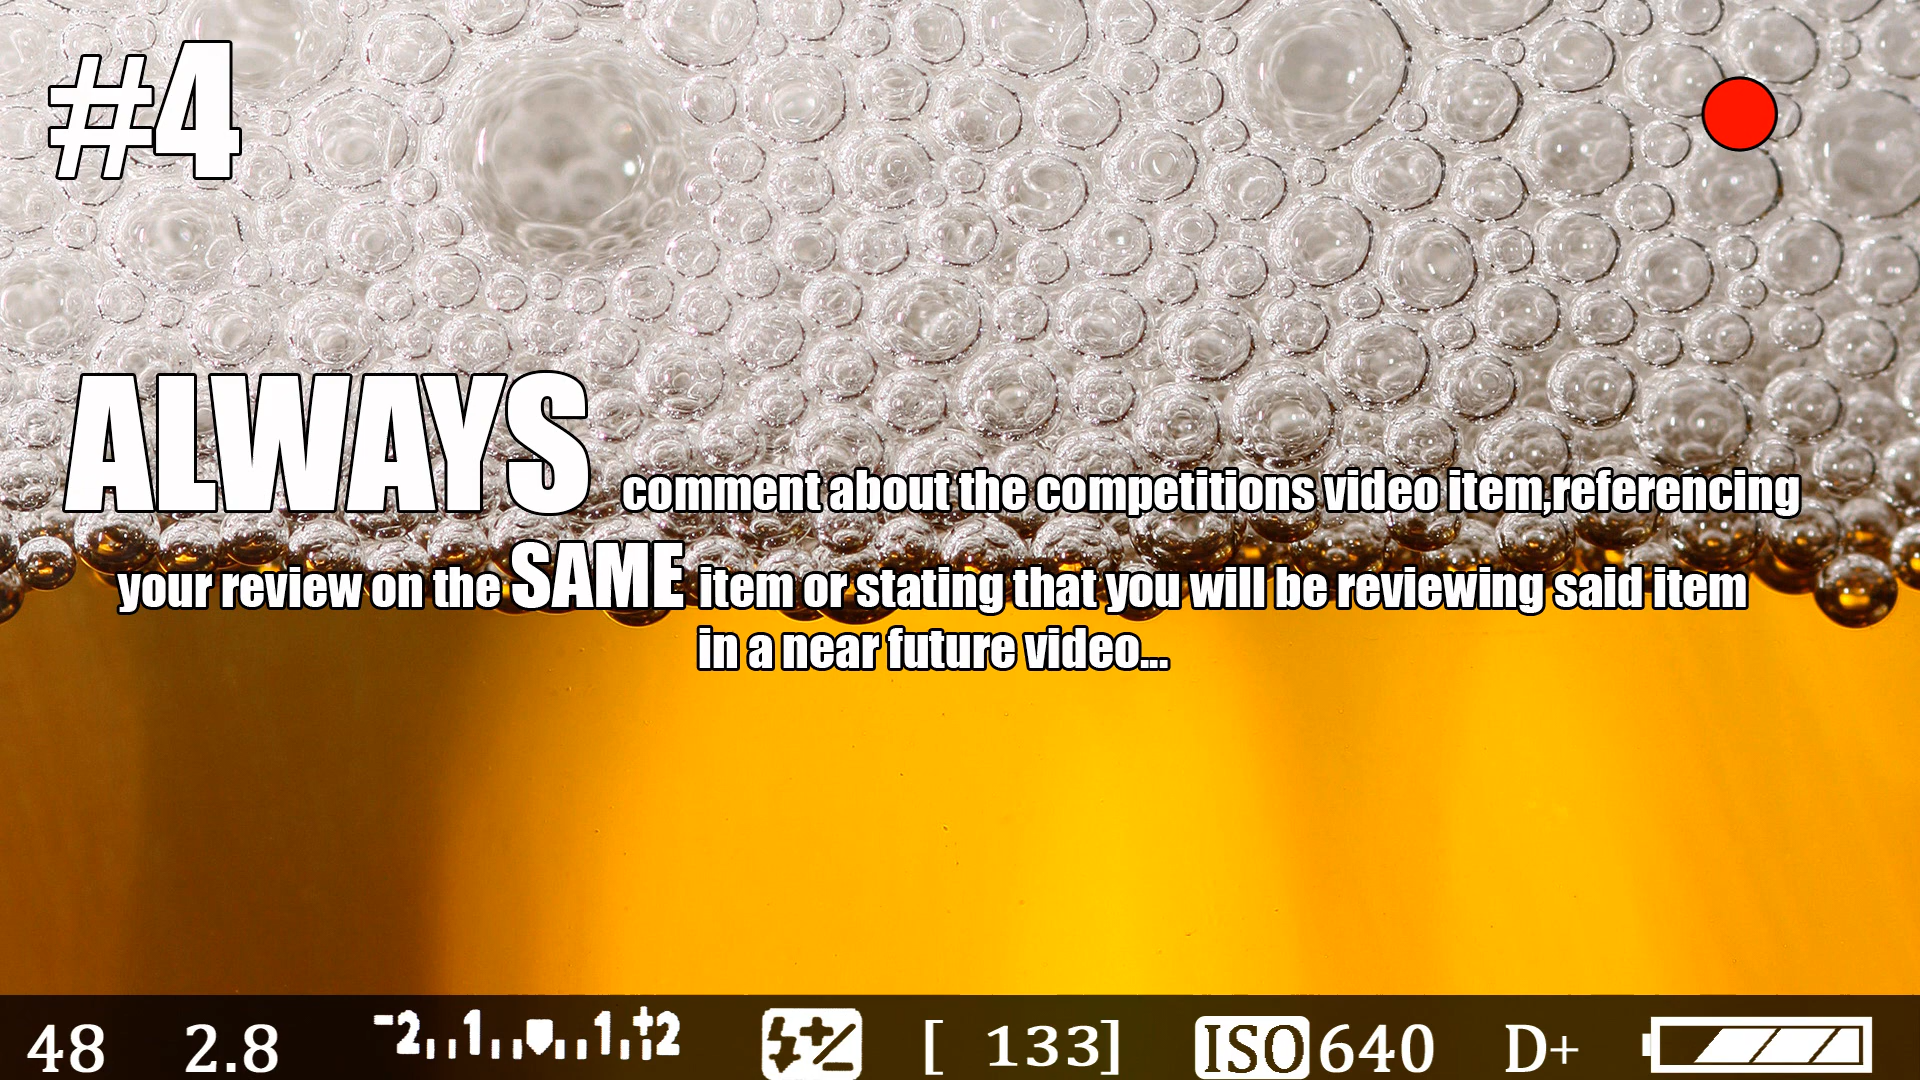 #4
ALWAYS comment about the competitions video item,referencing
your review on the SAME item or stating that you will be reviewing said item
in a near future video...
48 2.8 -2..1..●..1.‡2 [ 133] ISO 640 D+